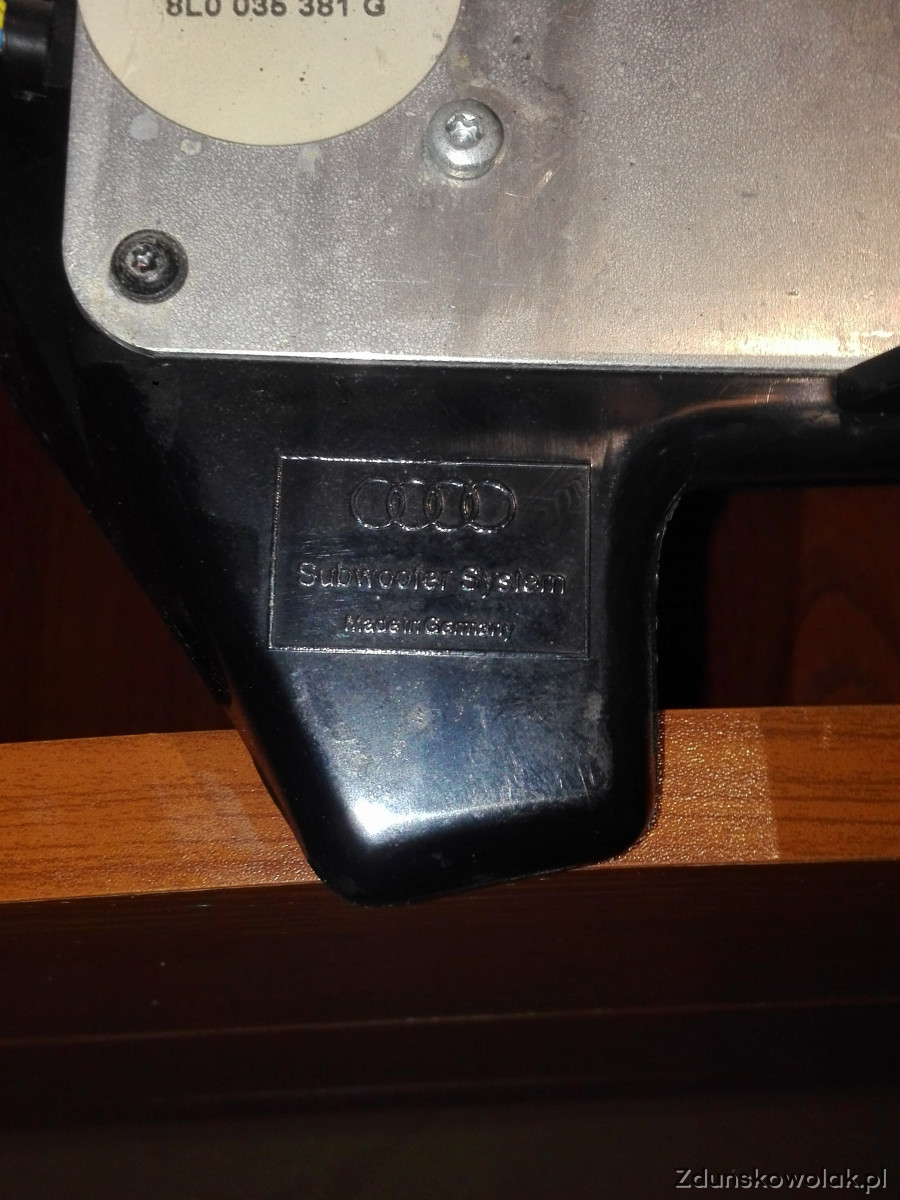 8L0 035 381 G
Subwoofer System
Made in Germany
Zdunskowolak.pl